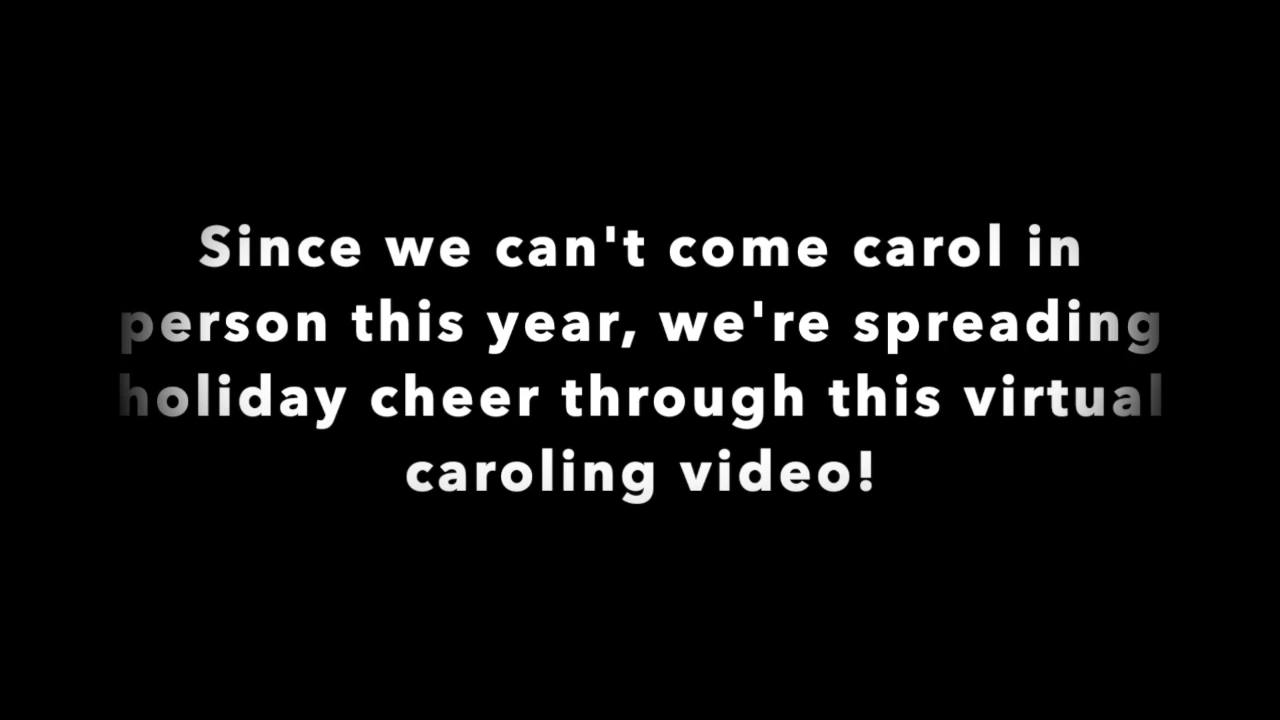 Since we can't come carol in
person this year, we're spreading
holiday cheer through this virtual
caroling video!